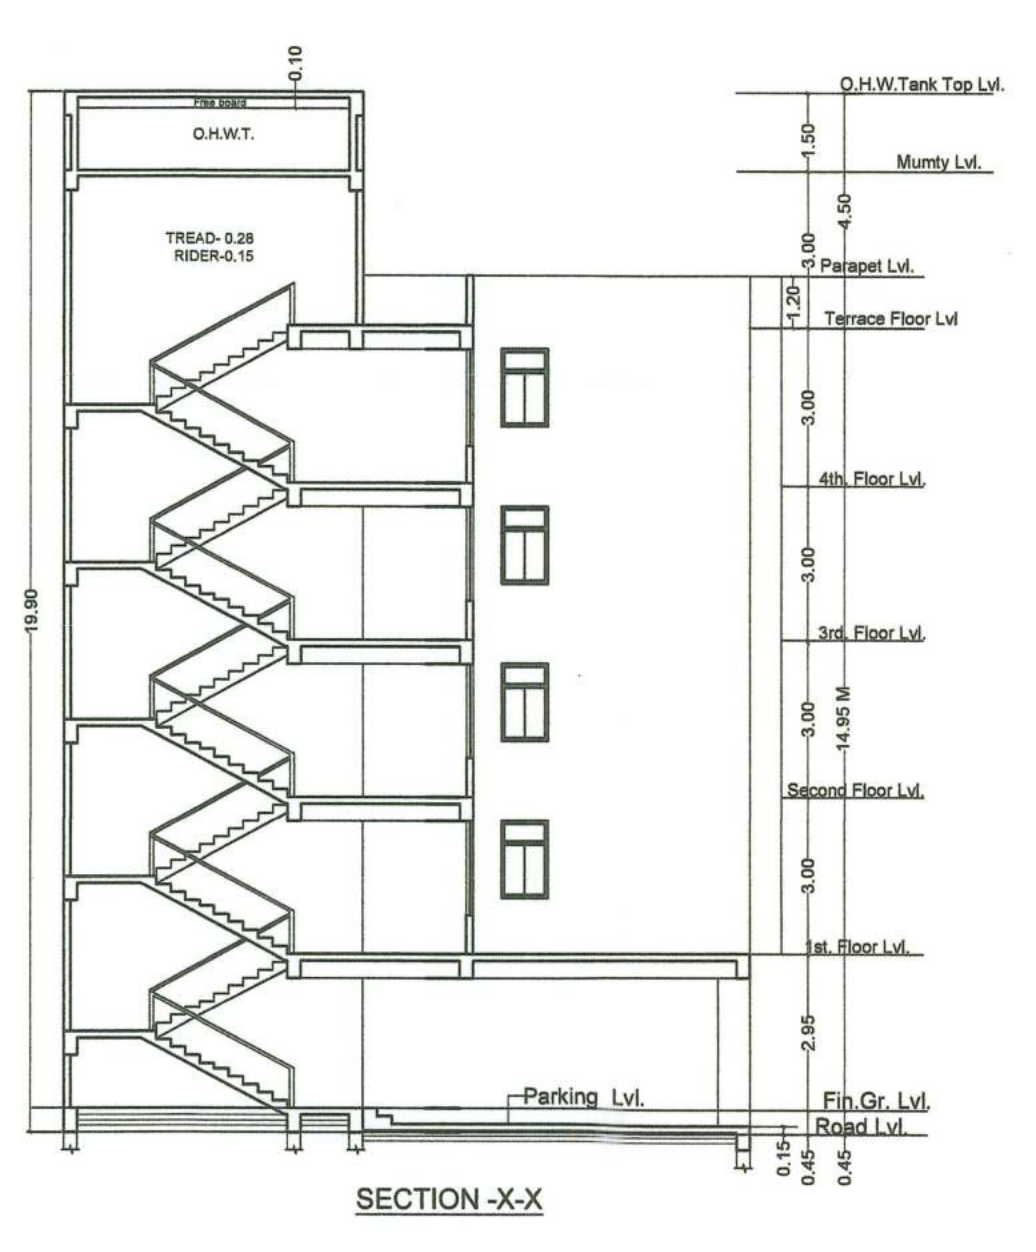 0.10
O.H.W.Tank Top Lvl.
Free board
O.H.W.T.
1.50
Mumty Lvl.
4.50
TREAD- 0.28
RIDER-0.15
3.00
Parapet Lvl.
1.20
Terrace Floor Lvl
3.00
4th. Floor Lvl.
3.00
19.90
3rd. Floor Lvl.
3.00
14.95 M
Second Floor Lvl.
3.00
1st. Floor Lvl.
2.95
Parking Lvl.
Fin.Gr. Lvl.
Road Lvl.
0.15
0.45
0.45
SECTION -X-X